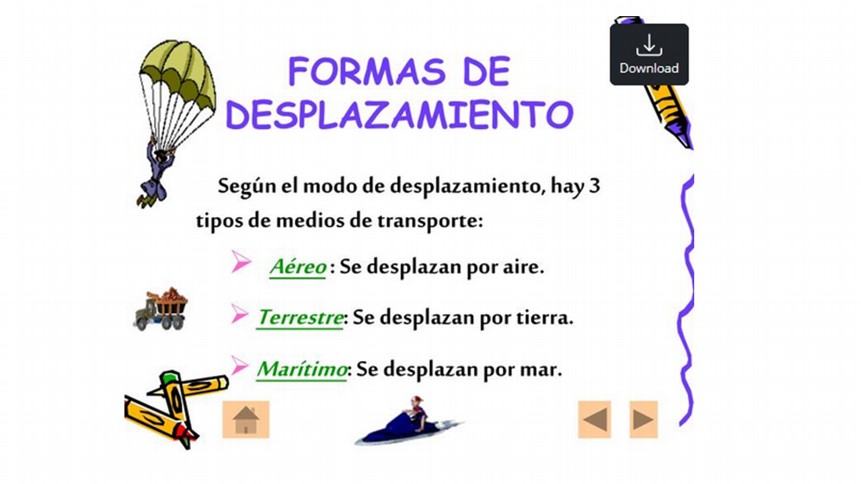 FORMAS DE
DESPLAZAMIENTO
Download
Según el modo de desplazamiento, hay 3
tipos de medios de transporte:
Aéreo : Se desplazan por aire.
Terrestre: Se desplazan por tierra.
Marítimo: Se desplazan por mar.